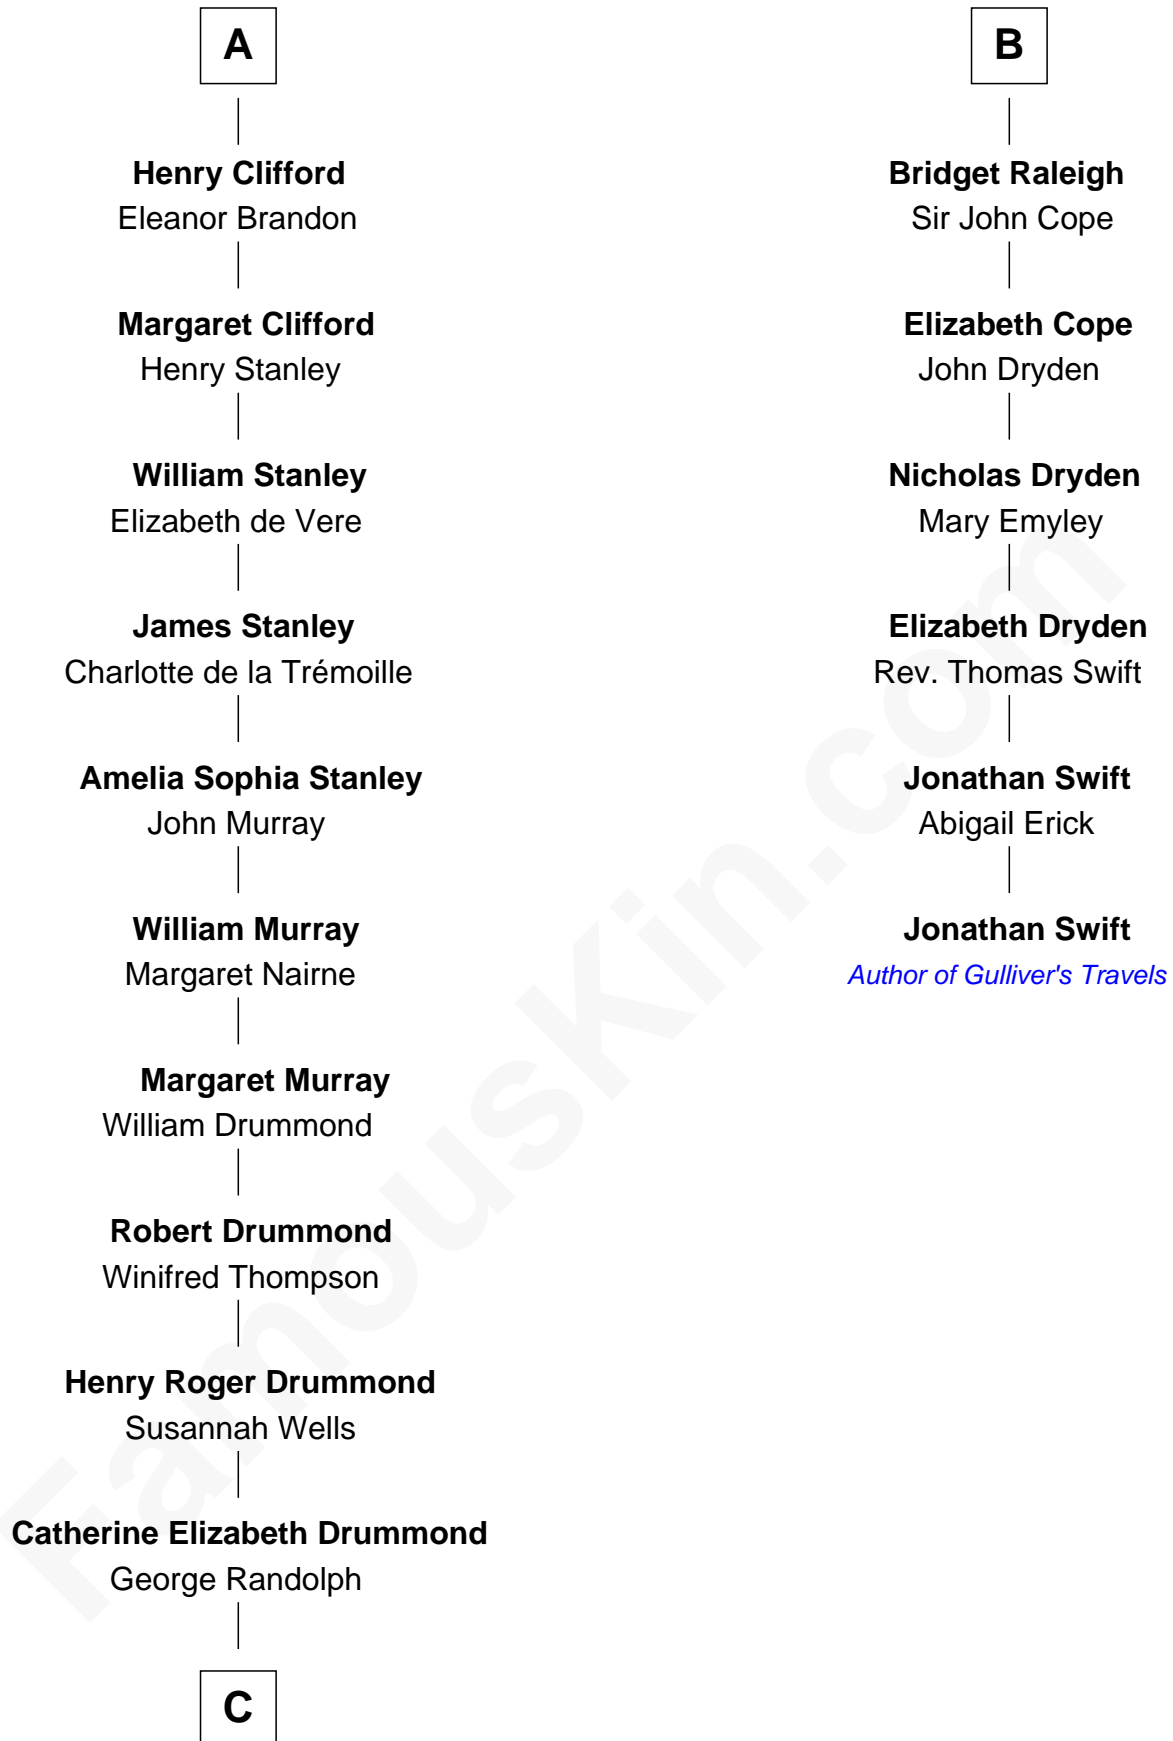 A
Henry Clifford
Eleanor Brandon
Margaret Clifford
Henry Stanley
William Stanley
Elizabeth de Vere
James Stanley
Charlotte de la Trémoille
Amelia Sophia Stanley
John Murray
William Murray
Margaret Nairne
Margaret Murray
William Drummond
Robert Drummond
Winifred Thompson
Henry Roger Drummond
Susannah Wells
Catherine Elizabeth Drummond
George Randolph
C
B
Bridget Raleigh
Sir John Cope
Elizabeth Cope
John Dryden
Nicholas Dryden
Mary Emyley
Elizabeth Dryden
Rev. Thomas Swift
Jonathan Swift
Abigail Erick
Jonathan Swift
Author of Gulliver's Travels
FamousKin.com